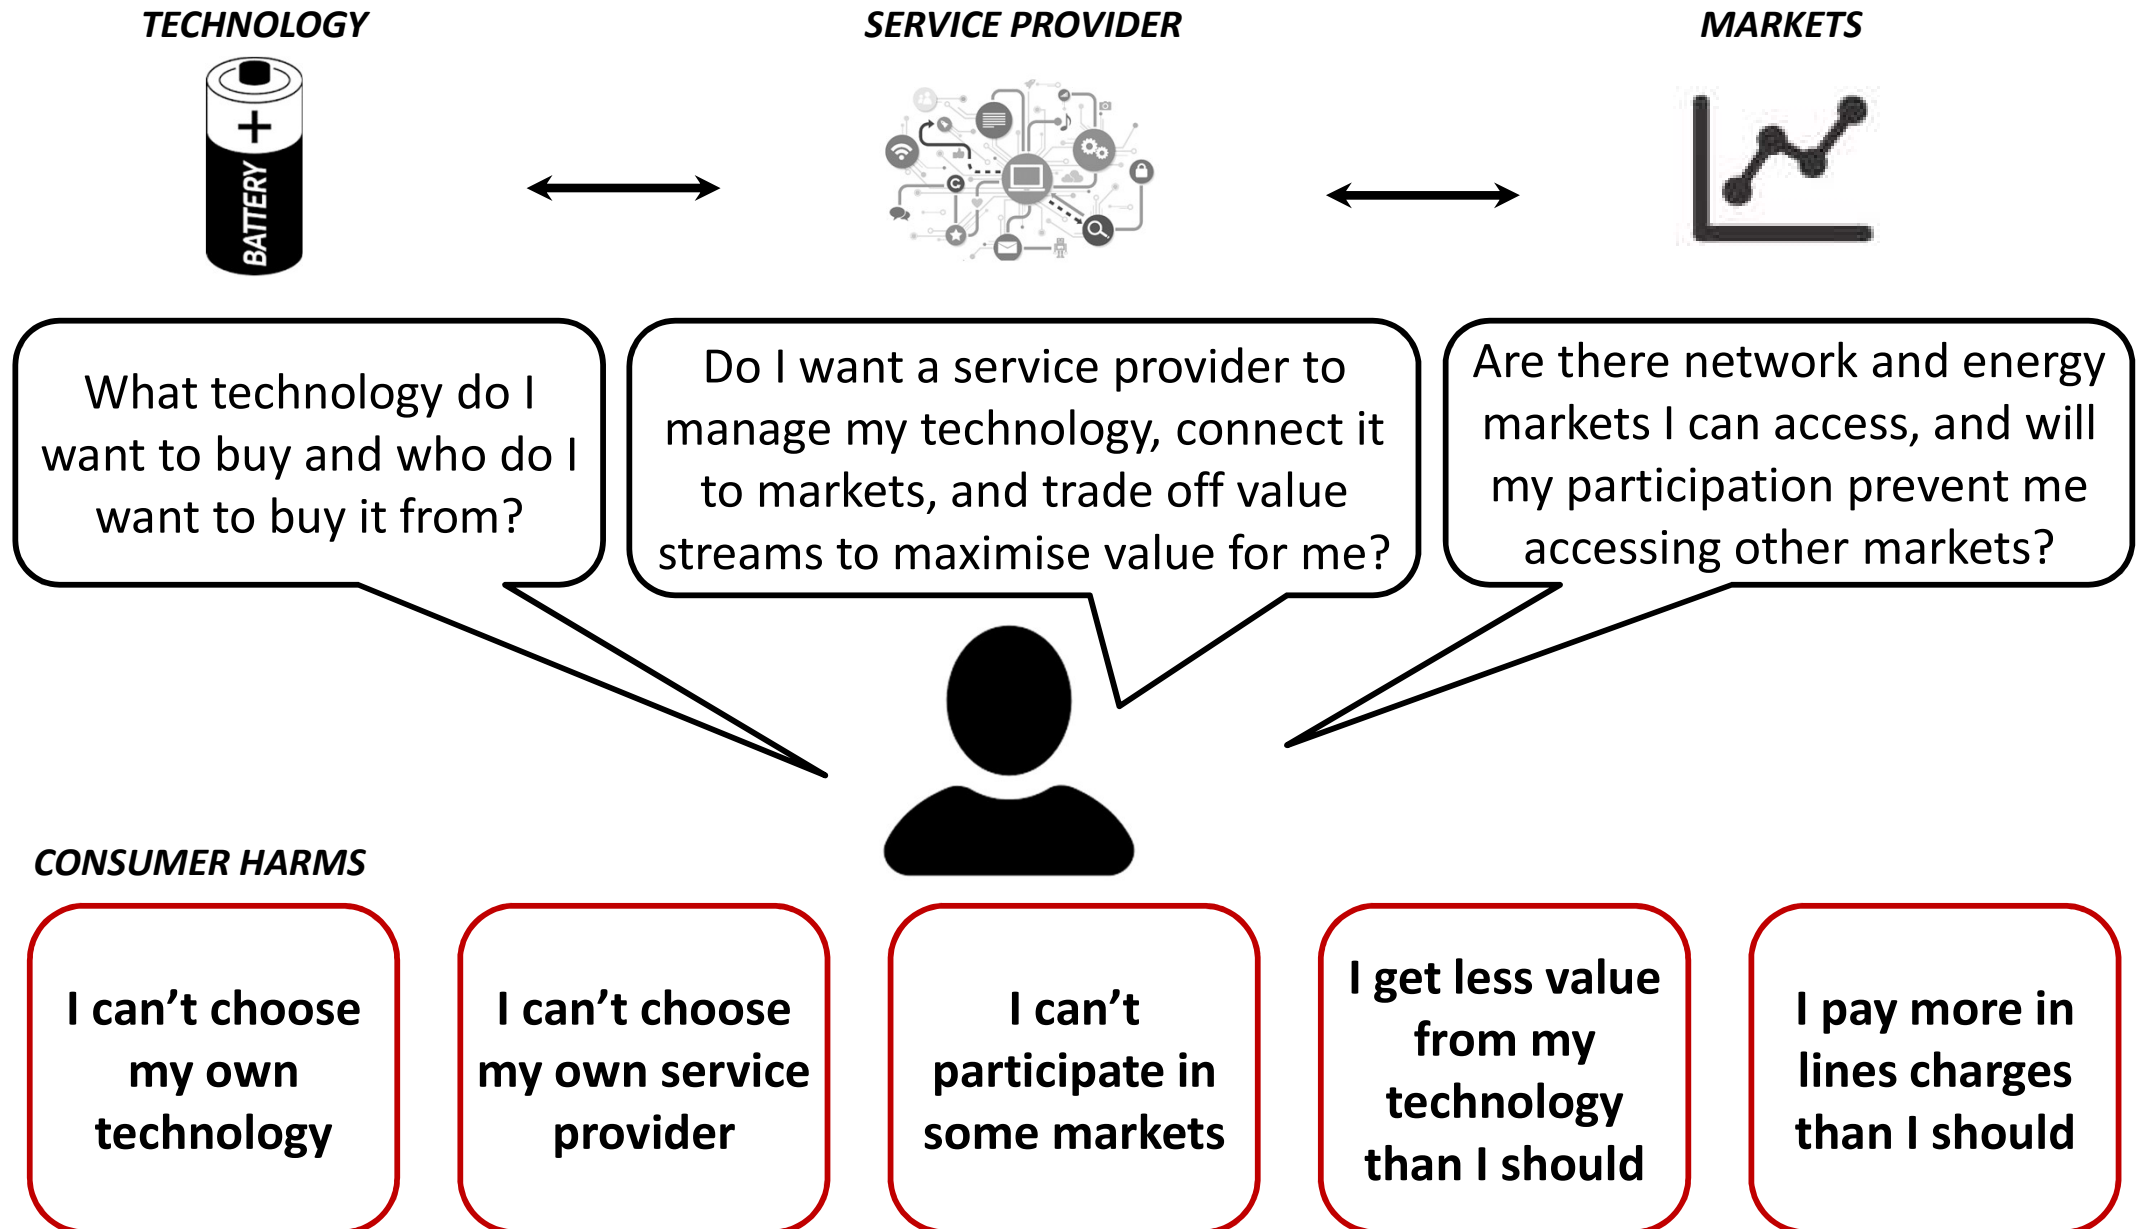 TECHNOLOGY
SERVICE PROVIDER
MARKETS
+
BATTERY
What technology do I
want to buy and who do I
want to buy it from?
Do I want a service provider to
manage my technology, connect it
to markets, and trade off value
streams to maximise value for me?
Are there network and energy
markets I can access, and will
my participation prevent me
accessing other markets?
CONSUMER HARMS
I can’t choose
my own
technology
I can’t choose
my own service
provider
I can’t
participate in
some markets
I get less value
from my
technology
than I should
I pay more in
lines charges
than I should